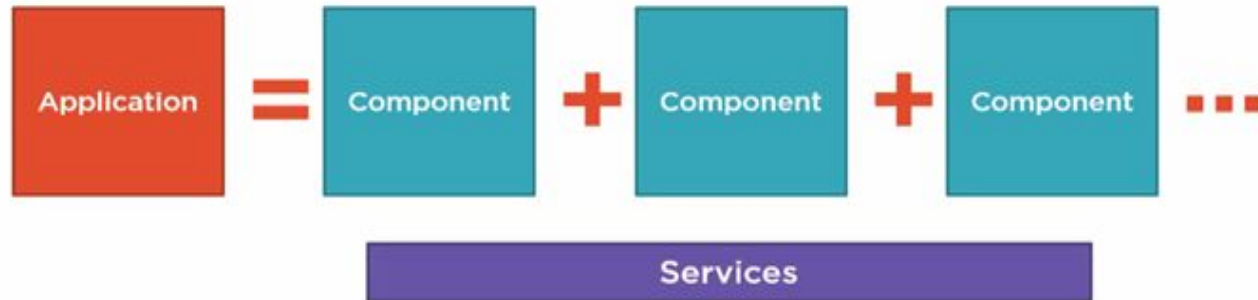 Application = Component + Component + Component ...
Services